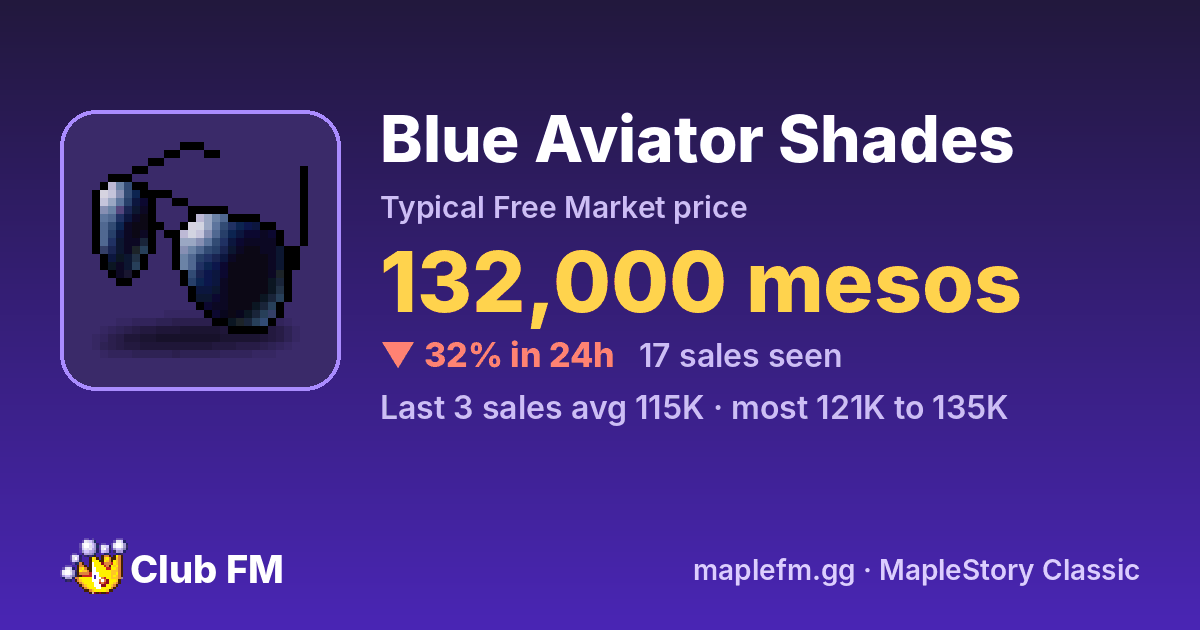 Blue Aviator Shades
Typical Free Market price
132,000 mesos
▼ 32% in 24h 17 sales seen
Last 3 sales avg 115K · most 121K to 135K
Club FM
maplefm.gg · MapleStory Classic